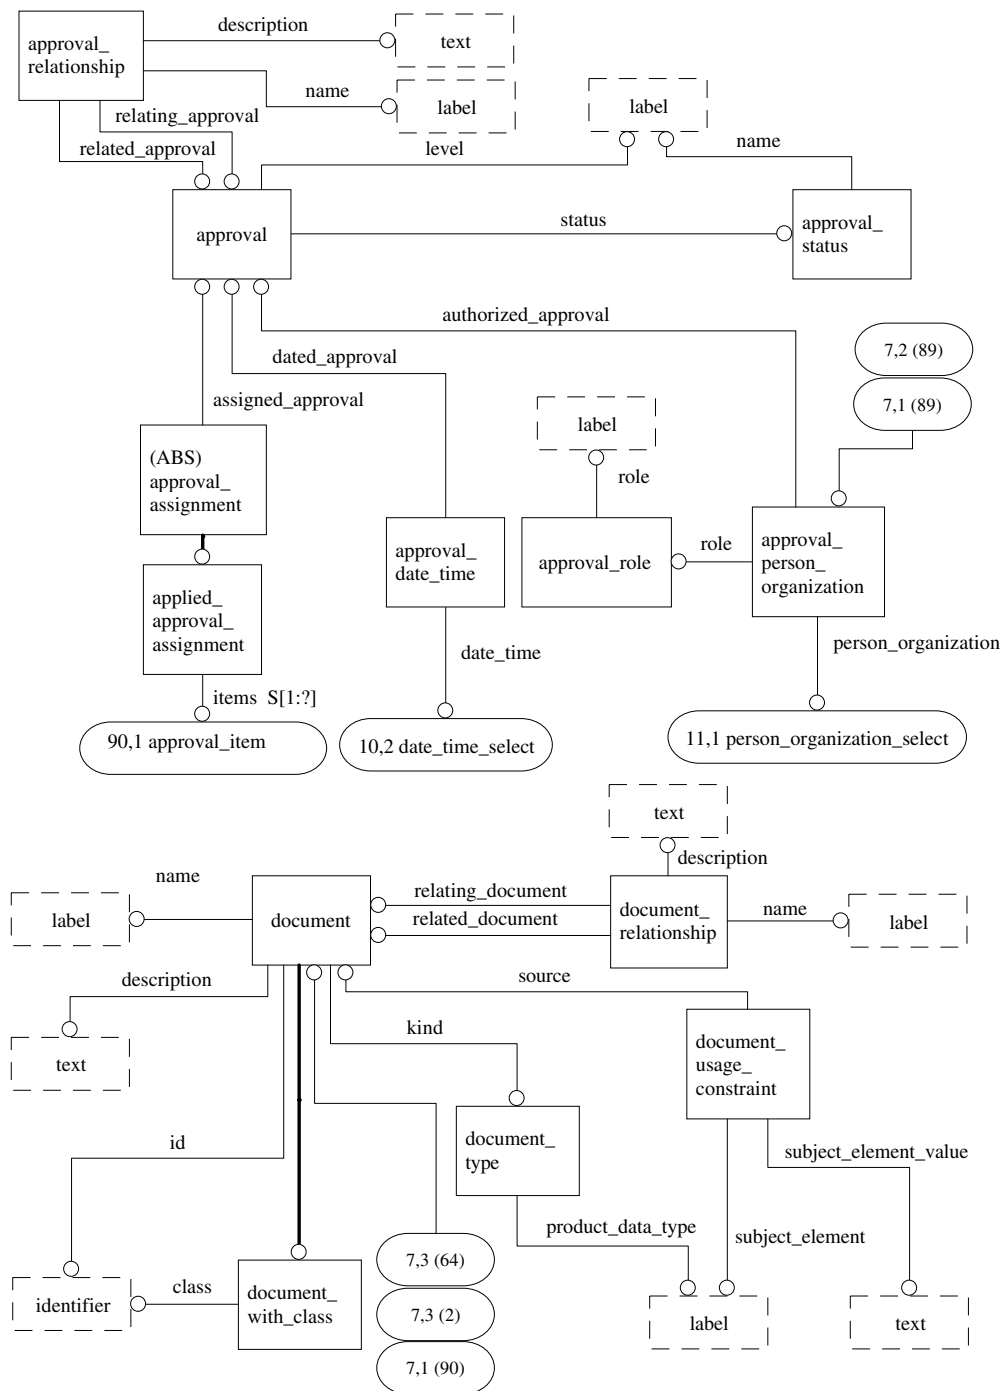 description
text
approval_
relationship
name
label
label
relating_approval
related_approval
level
name
approval
status
approval_
status
authorized_approval
7,2 (89)
dated_approval
7,1 (89)
assigned_approval
label
(ABS)
approval_
assignment
role
approval_
date_time
approval_role
role
approval_
person_
organization
applied_
approval_
assignment
date_time
person_organization
items S[1:?]
90,1 approval_item
10,2 date_time_select
11,1 person_organization_select
text
description
name
label
document
relating_document
related_document
document_
relationship
name
label
description
source
text
kind
document_
usage_
constraint
id
document_
type
subject_element_value
product_data_type
subject_element
7,3 (64)
identifier
class
document_
with_class
7,3 (2)
label
text
7,1 (90)